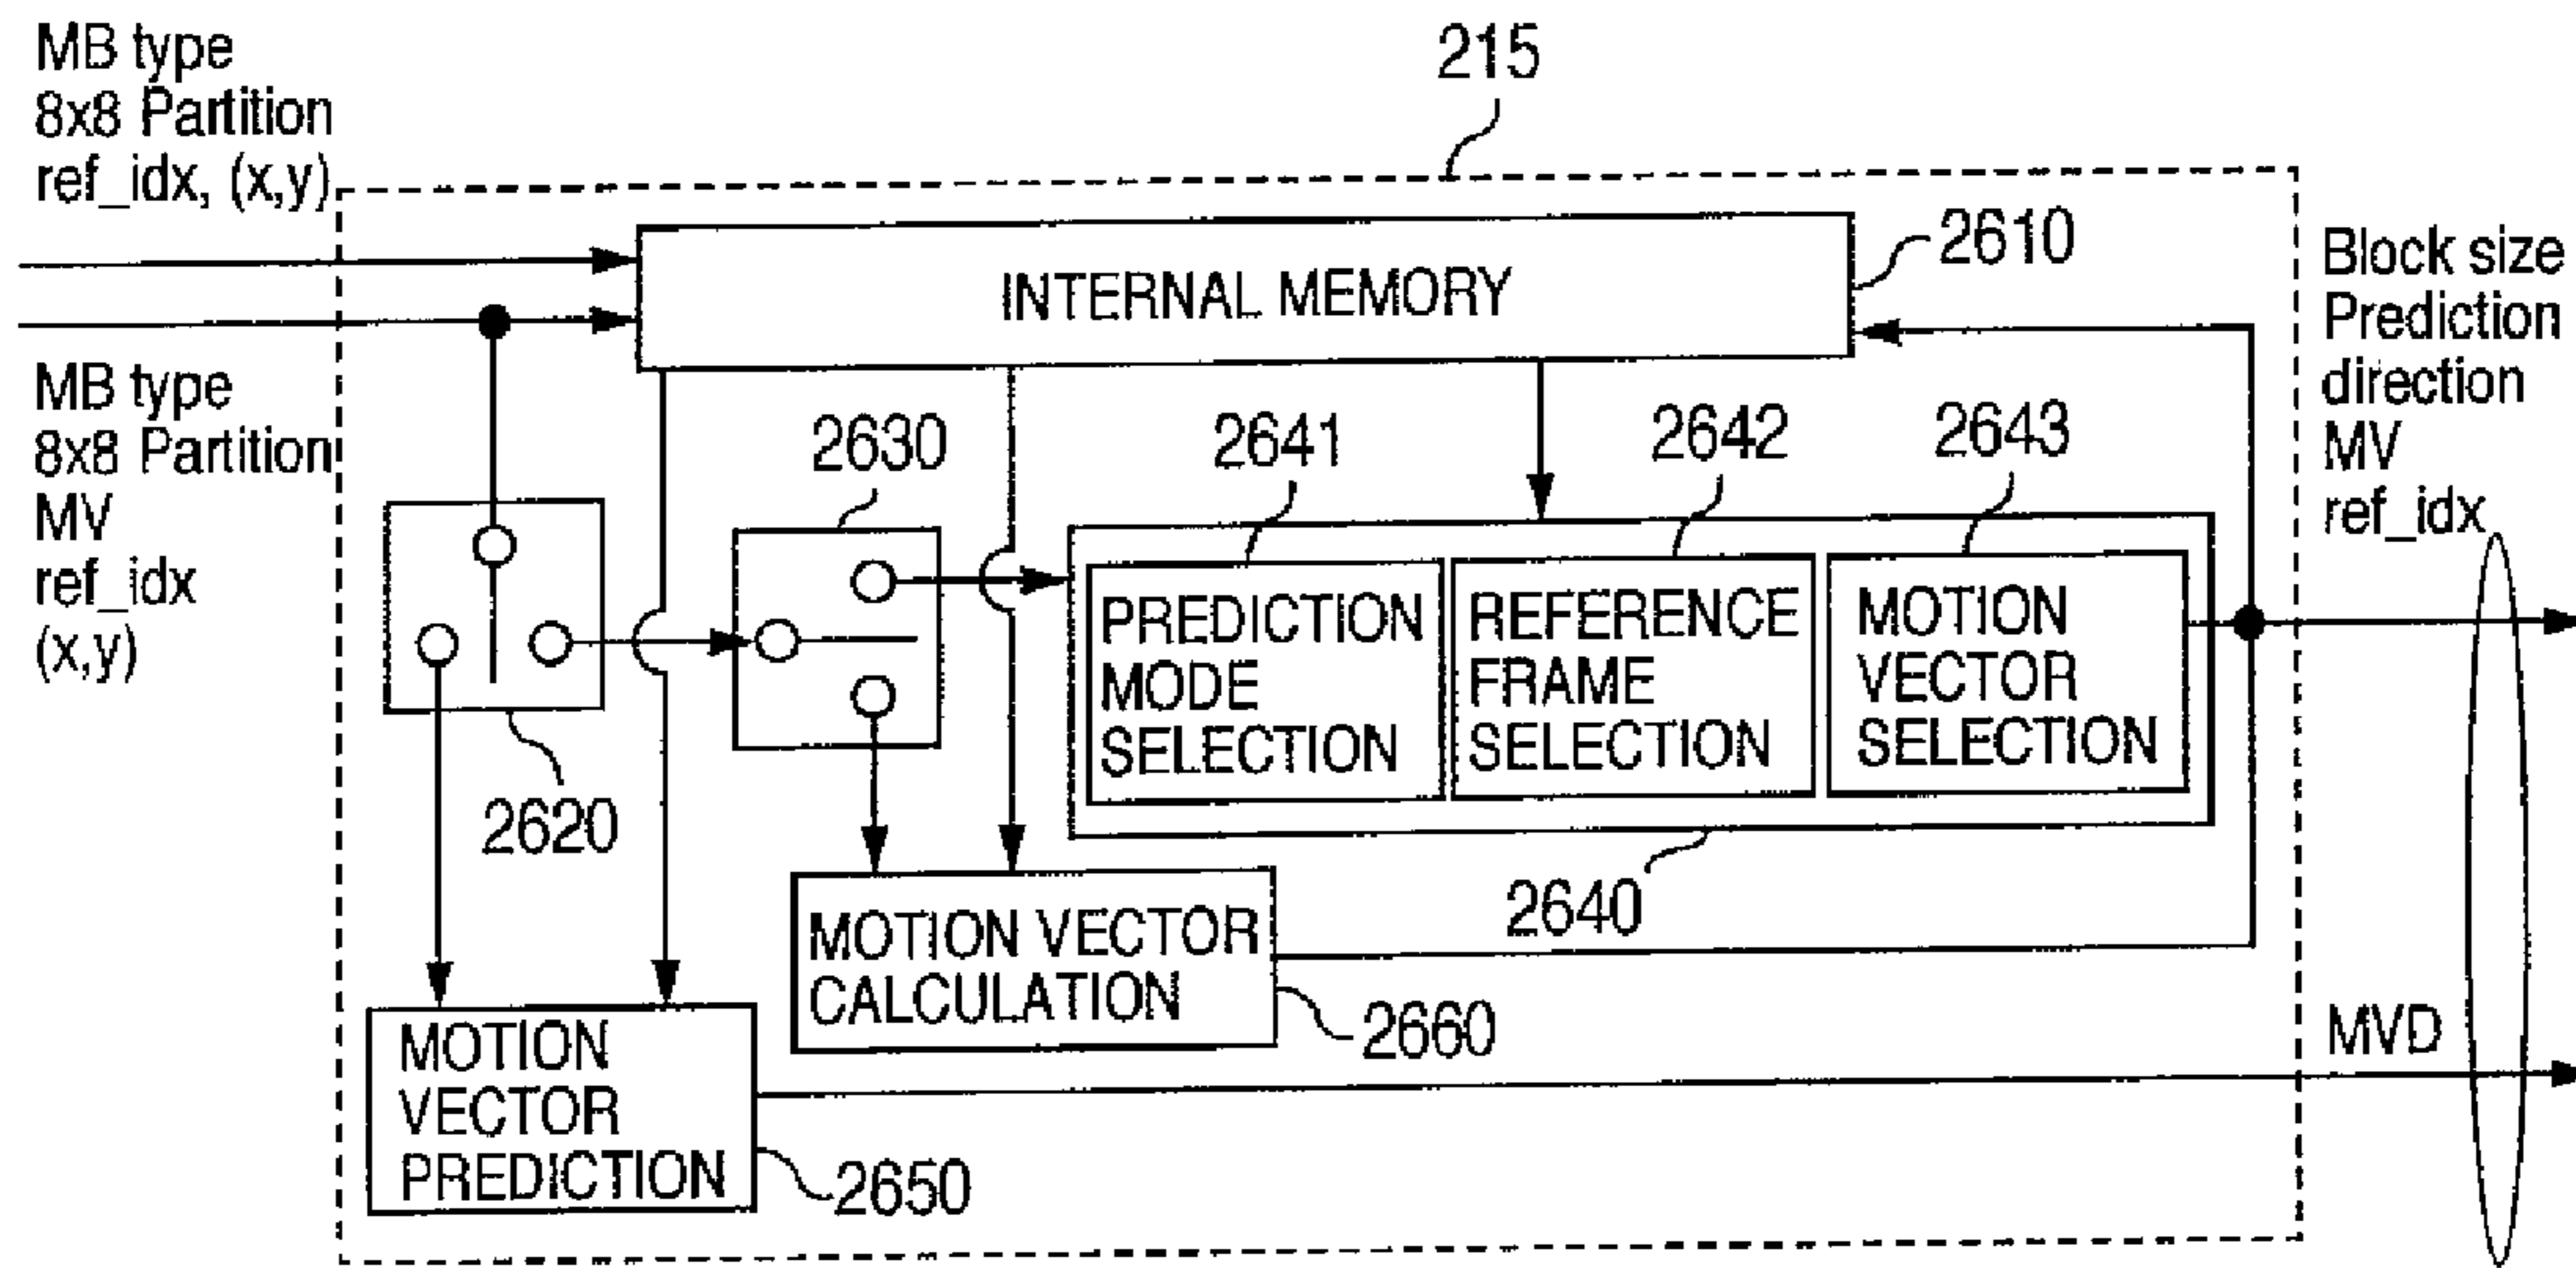 MB type
8x8 Partition
ref_idx, (x,y)
215
INTERNAL MEMORY
2610
Block size
Prediction
direction
MV
ref_idx
MB type
8x8 Partition
MV
ref_idx
(x,y)
2630
2641
2642
2643
PREDICTION
MODE
SELECTION
REFERENCE
FRAME
SELECTION
MOTION
VECTOR
SELECTION
2620
2640
MOTION VECTOR
CALCULATION
2660
MOTION
VECTOR
PREDICTION
2650
MVD